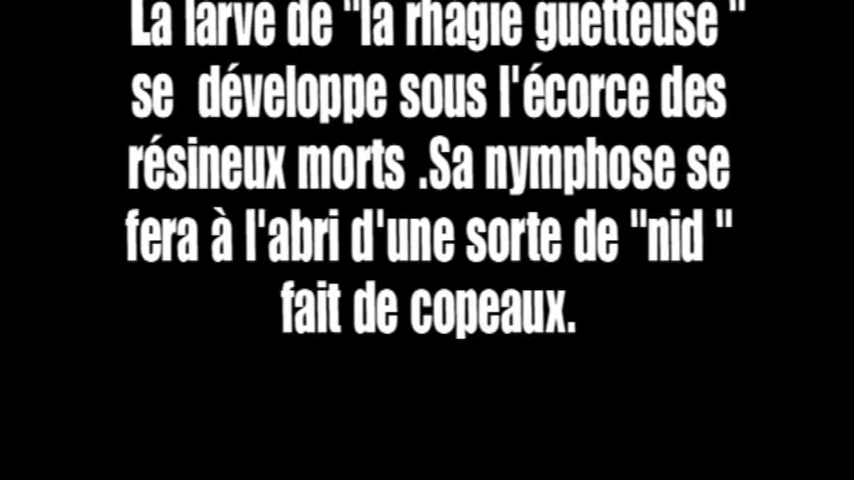 La larve de "la rhagie guetteuse "
se  développe sous l'écorce des
résineux morts .Sa nymphose se
fera à l'abri d'une sorte de "nid "
fait de copeaux.